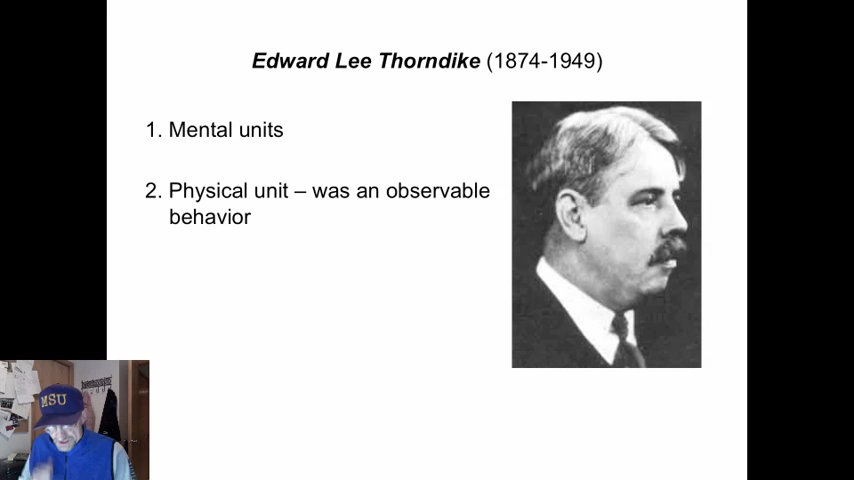 Edward Lee Thorndike (1874-1949)
1. Mental units
2. Physical unit – was an observable
behavior
MSU